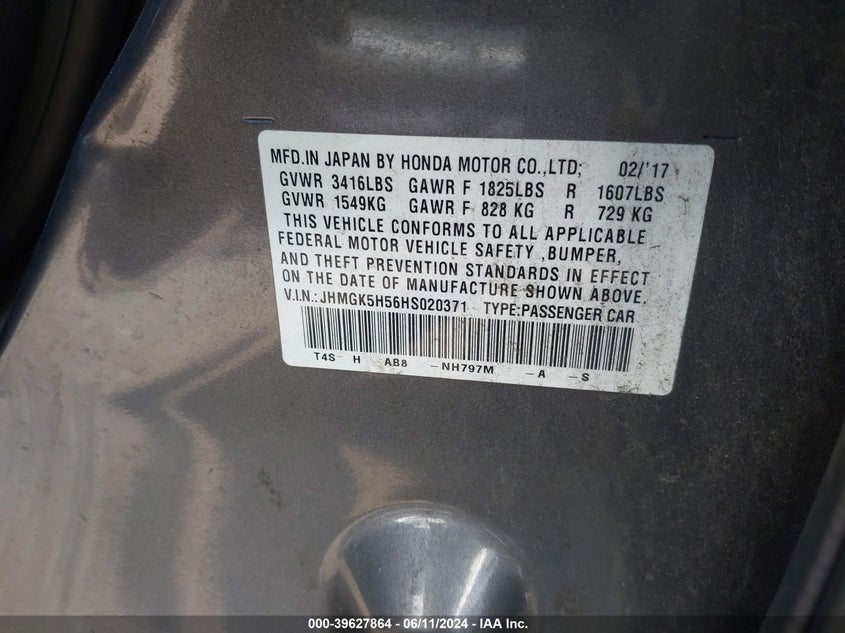 MFD.IN JAPAN BY HONDA MOTOR CO.,LTD; 02/'17
GVWR 3416LBS GAWR F 1825LBS R 1607LBS
GVWR 1549KG GAWR F 828 KG R 729 KG
THIS VEHICLE CONFORMS TO ALL APPLICABLE
FEDERAL MOTOR VEHICLE SAFETY ,BUMPER,
AND THEFT PREVENTION STANDARDS IN EFFECT
ON THE DATE OF MANUFACTURE SHOWN ABOVE.
V.I.N.:JHMGK5H56HS020371 TYPE:PASSENGER CAR
T4S- H AB8 -NH797M -A -S
000-39627864 - 06/11/2024 - IAA Inc.